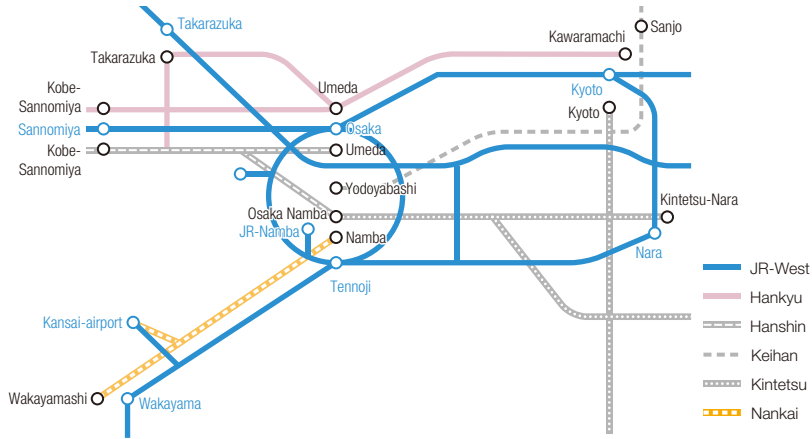 Takarazuka
Sanjo
Kawaramachi
Takarazuka
Kobe-
Sannomiya
Umeda
Kyoto
Kyoto
Sannomiya
Osaka
Kobe-
Sannomiya
Umeda
Yodoyabashi
Kintetsu-Nara
Osaka Namba
JR-Namba
Namba
Nara
Tennoji
JR-West
Hankyu
Hanshin
Keihan
Kintetsu
Nankai
Kansai-airport
Wakayamashi
Wakayama